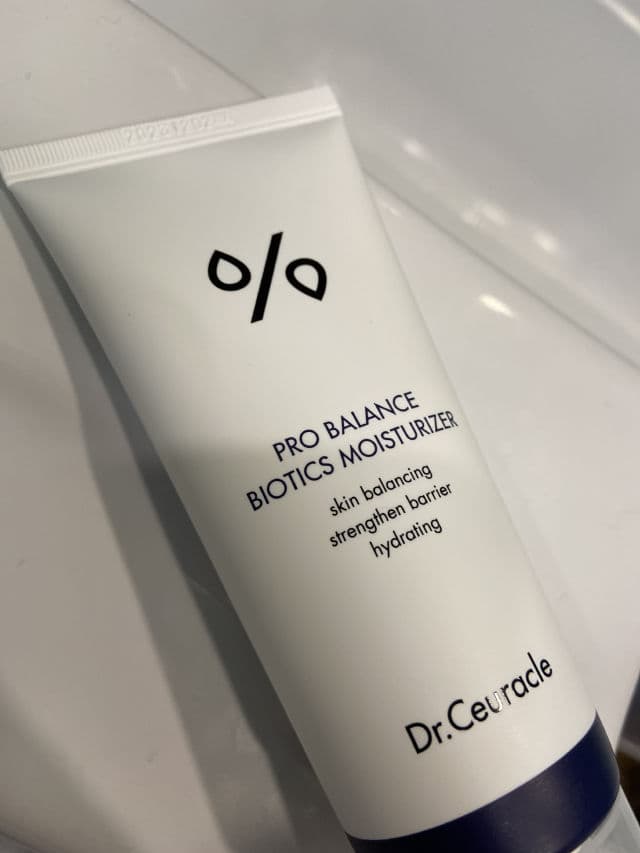 PRO BALANCE
BIOTICS MOISTURIZER
skin balancing
strengthen barrier
hydrating
Dr.Ceuracle